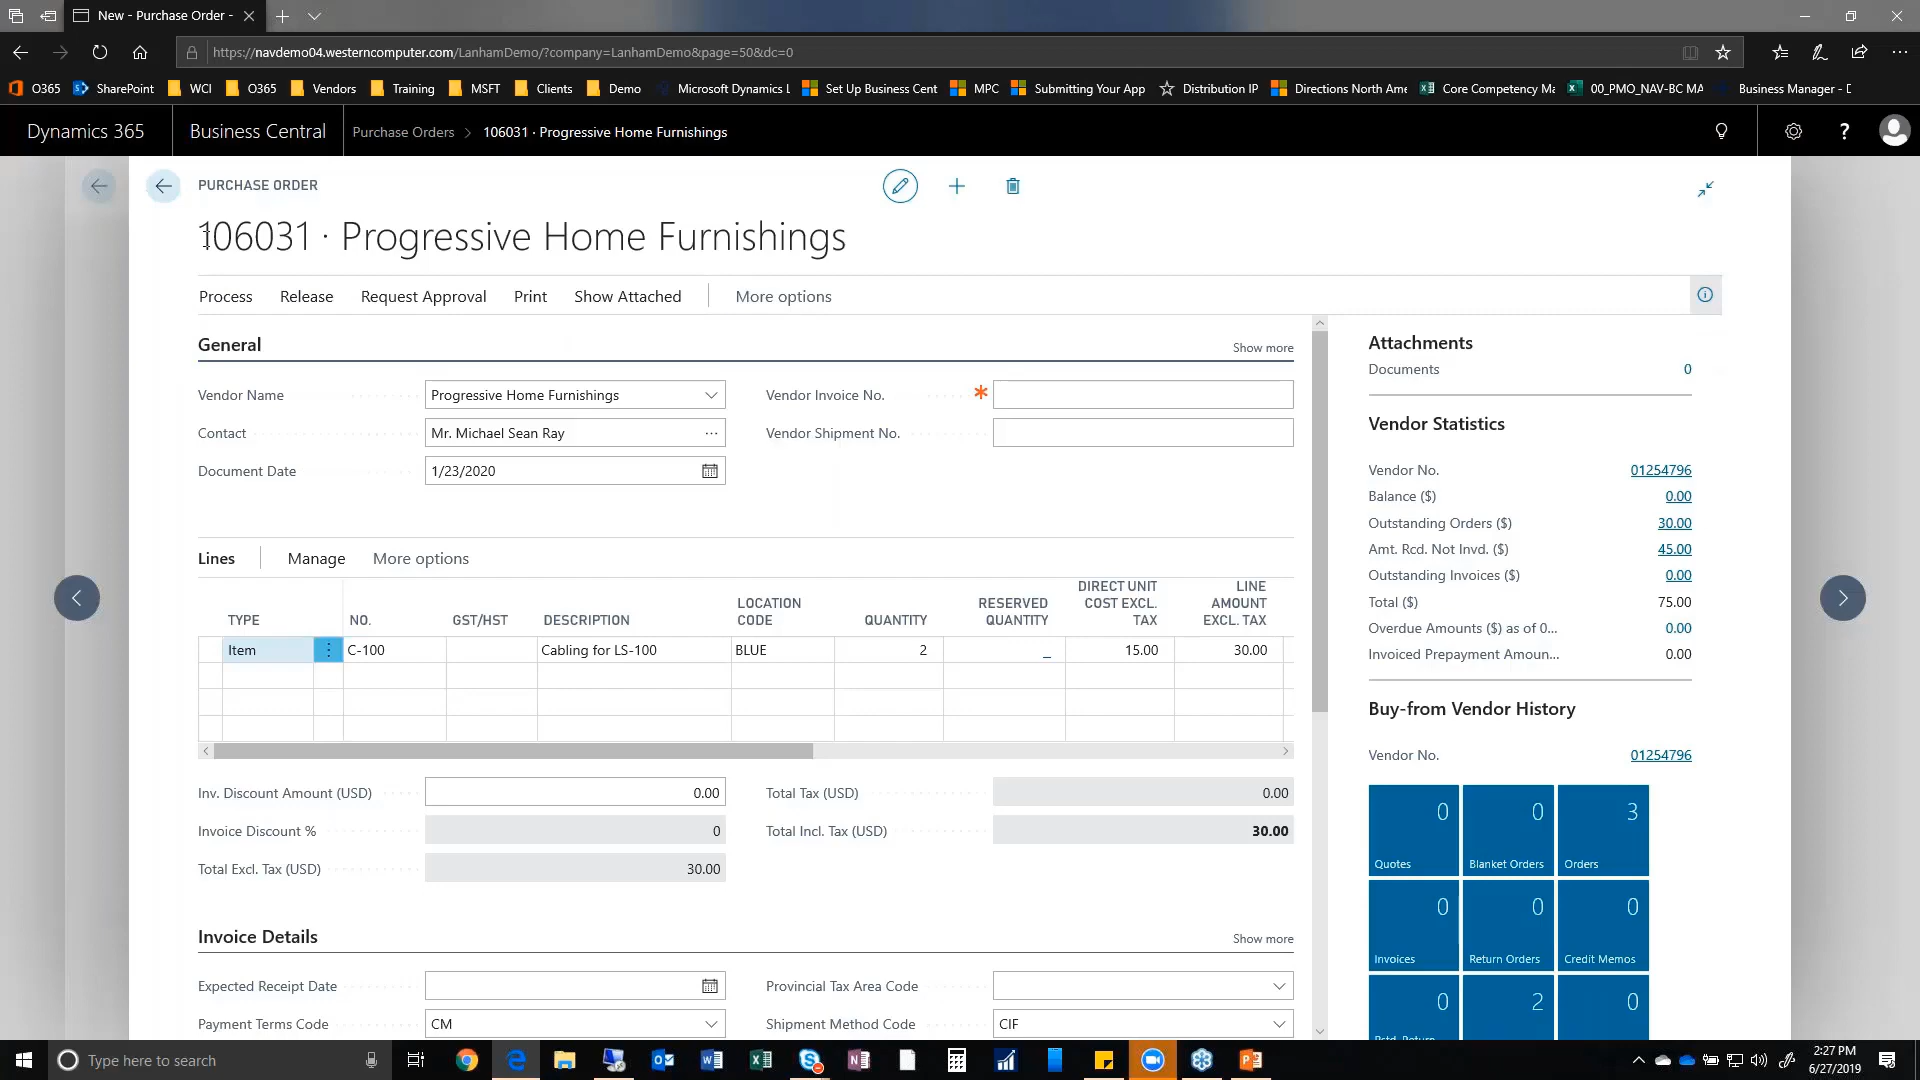 New - Purchase Order -
https://navdemo04.westerncomputer.com/LanhamDemo/?company=LanhamDemo&page=50&dc=0
O365 SharePoint WCI O365 Vendors Training MSFT Clients Demo Microsoft Dynamics Set Up Business Cent MPC Submitting Your App Distribution IP Directions North Ame Core Competency Ma 00_PMO_NAV-BC MA Business Manager -
Dynamics 365 Business Central Purchase Orders > 106031 · Progressive Home Furnishings ?
PURCHASE ORDER
106031 · Progressive Home Furnishings
Process Release Request Approval Print Show Attached More options
General Show more
Vendor Name Progressive Home Furnishings Vendor Invoice No. *
Contact Mr. Michael Sean Ray ... Vendor Shipment No.
Document Date 1/23/2020
Lines Manage More options
TYPE NO. GST/HST DESCRIPTION LOCATION CODE QUANTITY RESERVED QUANTITY DIRECT UNIT COST EXCL. TAX LINE AMOUNT EXCL. TAX
Item C-100 Cabling for LS-100 BLUE 2 _ 15.00 30.00
Inv. Discount Amount (USD) 0.00 Total Tax (USD) 0.00
Invoice Discount % 0 Total Incl. Tax (USD) 30.00
Total Excl. Tax (USD) 30.00
Invoice Details Show more
Expected Receipt Date Provincial Tax Area Code
Payment Terms Code CM Shipment Method Code CIF
Attachments
Documents 0
Vendor Statistics
Vendor No. 01254796
Balance ($) 0.00
Outstanding Orders ($) 30.00
Amt. Rcd. Not Invd. ($) 45.00
Outstanding Invoices ($) 0.00
Total ($) 75.00
Overdue Amounts ($) as of 0... 0.00
Invoiced Prepayment Amoun... 0.00
Buy-from Vendor History
Vendor No. 01254796
0 0 3
Quotes Blanket Orders Orders
0 0 0
Invoices Return Orders Credit Memos
0 2 0
Type here to search
2:27 PM
6/27/2019